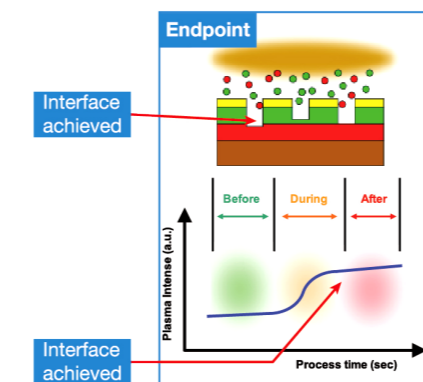 Endpoint
Interface
achieved
Before
During
After
Plasma Intense (a.u.)
Interface
achieved
Process time (sec)